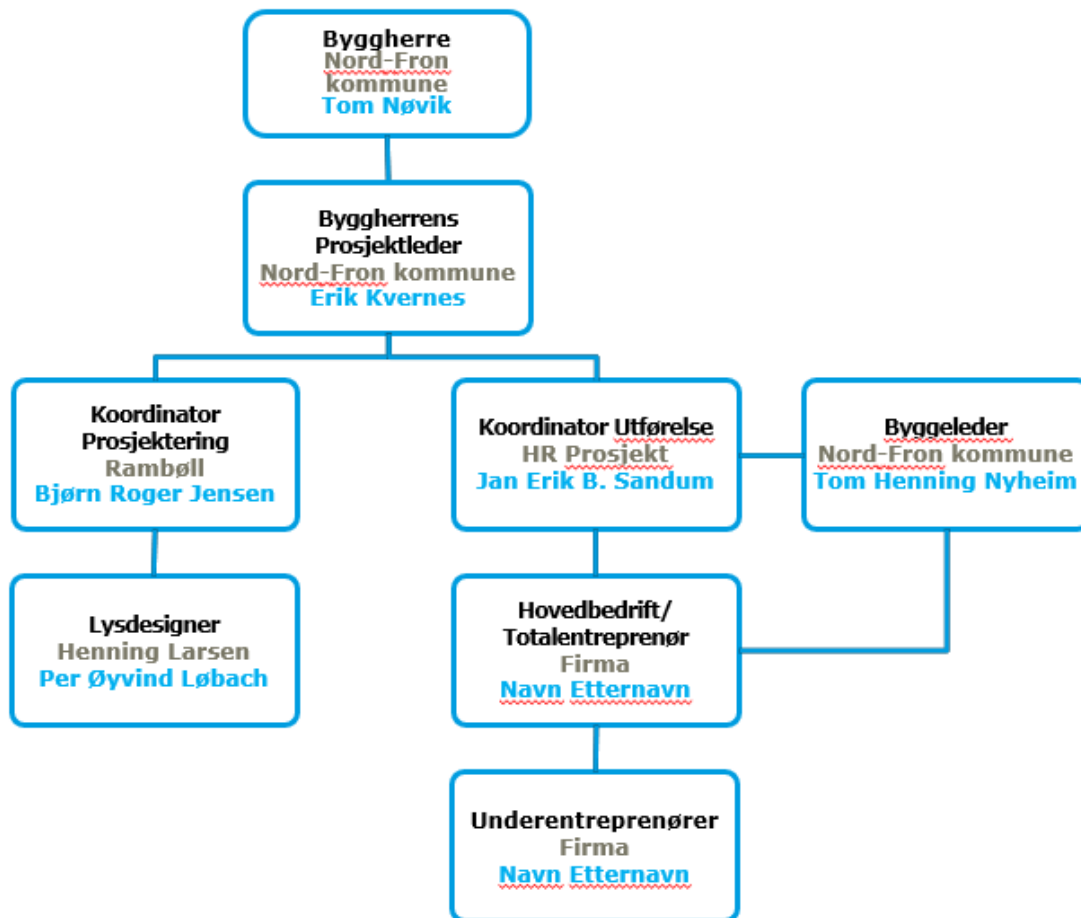 Byggherre
Nord-Fron
kommune
Tom Nøvik
Byggherrens
Prosjektleder
Nord-Fron kommune
Erik Kvernes
Koordinator
Prosjektering
Rambøll
Bjørn Roger Jensen
Koordinator Utførelse
HR Prosjekt
Jan Erik B. Sandum
Byggeleder
Nord-Fron kommune
Tom Henning Nyheim
Lysdesigner
Henning Larsen
Per Øyvind Løbach
Hovedbedrift/
Totalentreprenør
Firma
Navn Etternavn
Underentreprenører
Firma
Navn Etternavn